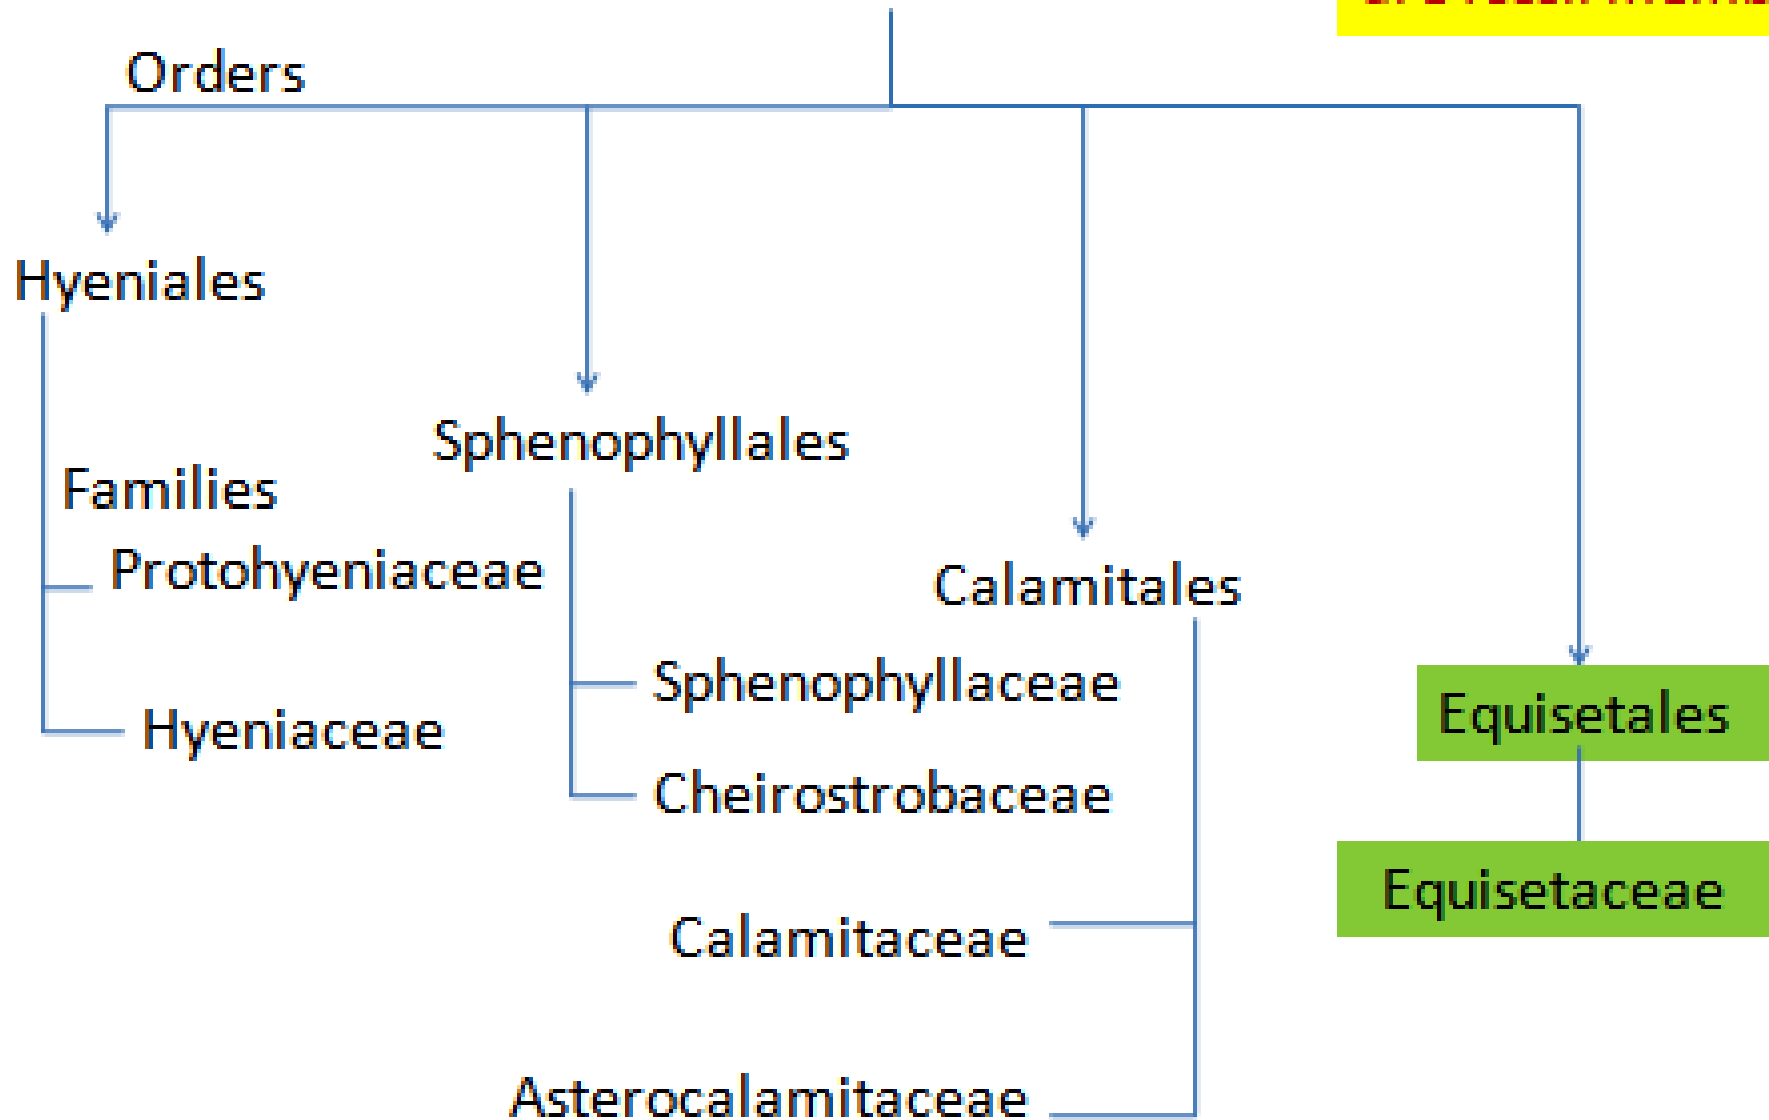 Orders
Hyeniales
Families
Protohyeniaceae
Hyeniaceae
Sphenophyllales
Sphenophyllaceae
Cheirostrobaceae
Calamitales
Calamitaceae
Asterocalamitaceae
Equisetales
Equisetaceae